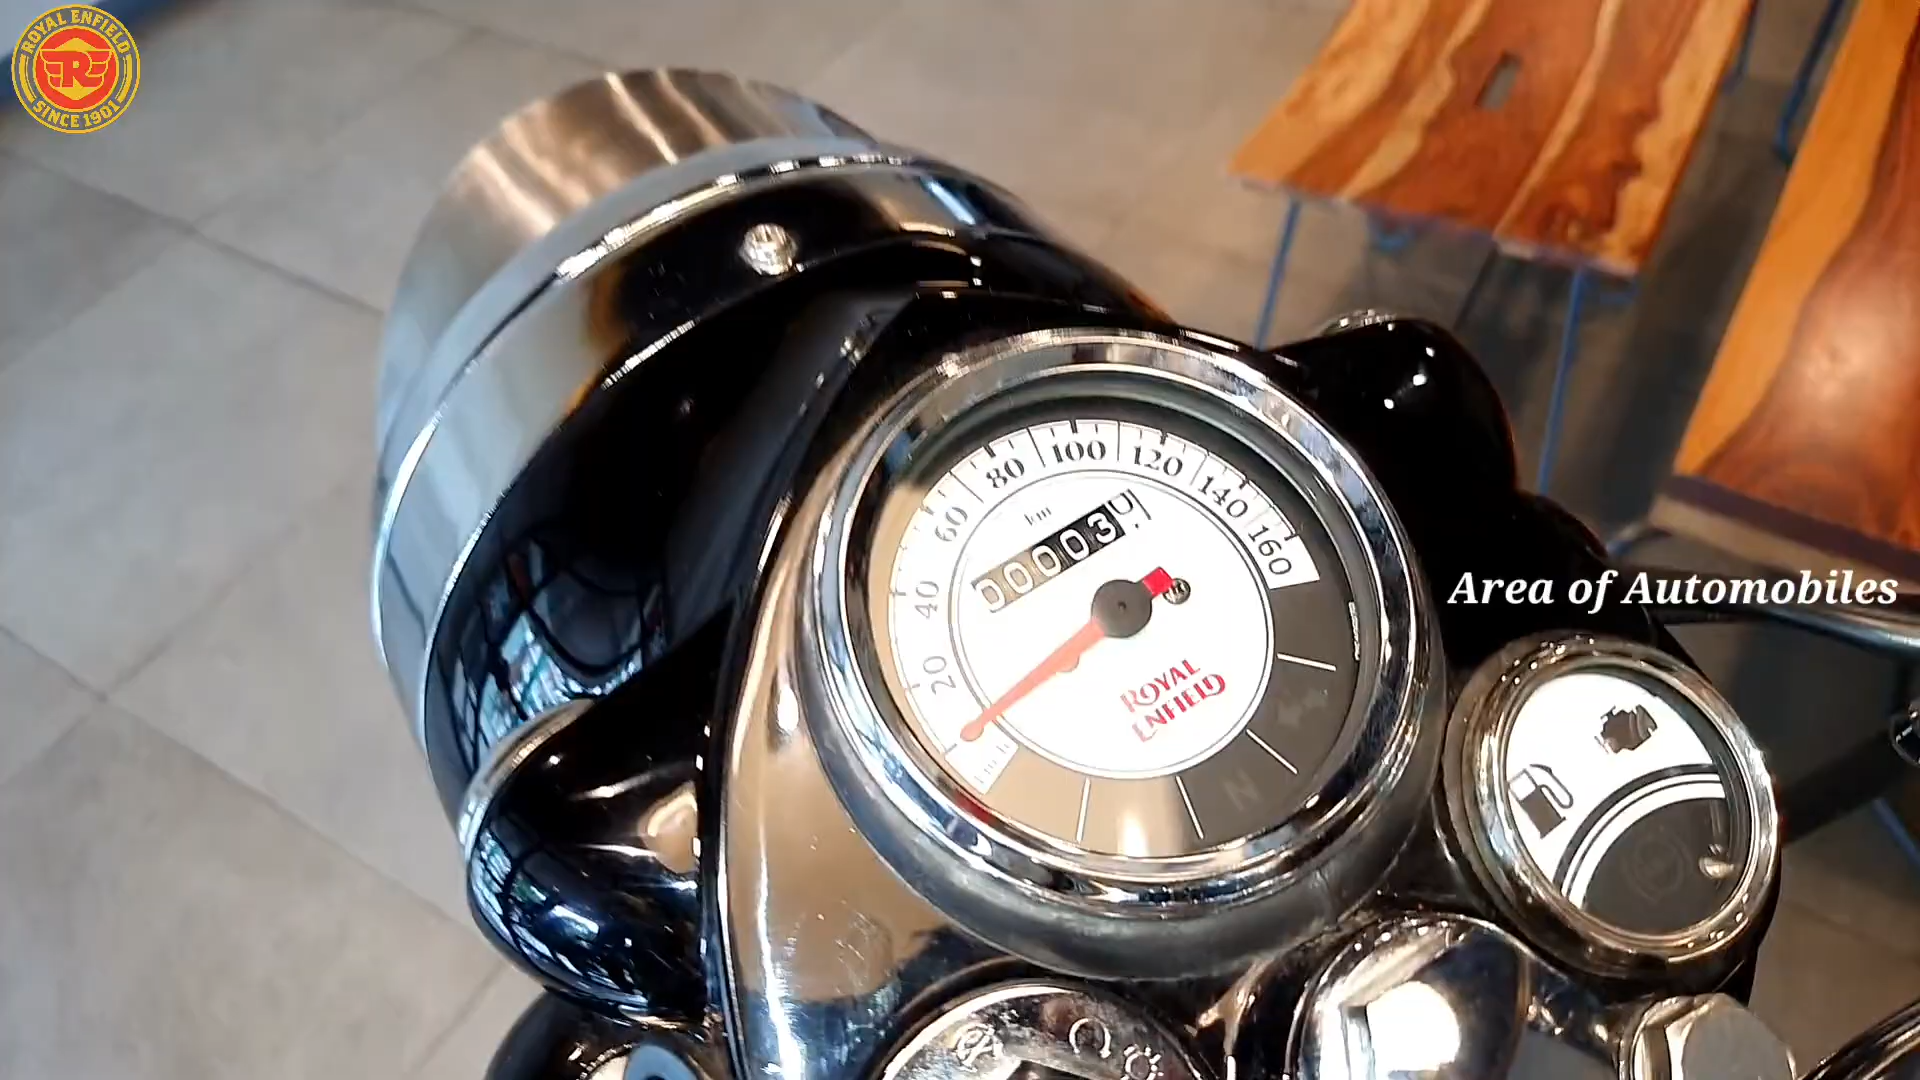 ROYAL ENFIELD
R
SINCE 1901
20
40
60
80
100
120
140
160
km
00003
km/h
ROYAL
ENFIELD
N
Area of Automobiles